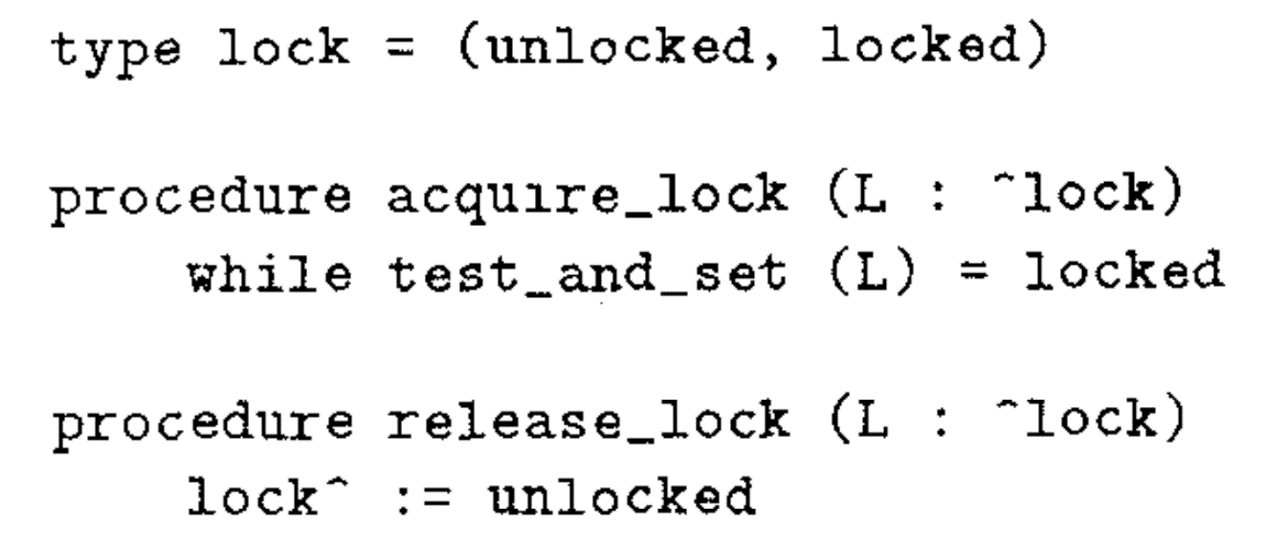 type lock = (unlocked, locked)
procedure acquire_lock (L : ^lock)
while test_and_set (L) = locked
procedure release_lock (L : ^lock)
lock^ := unlocked